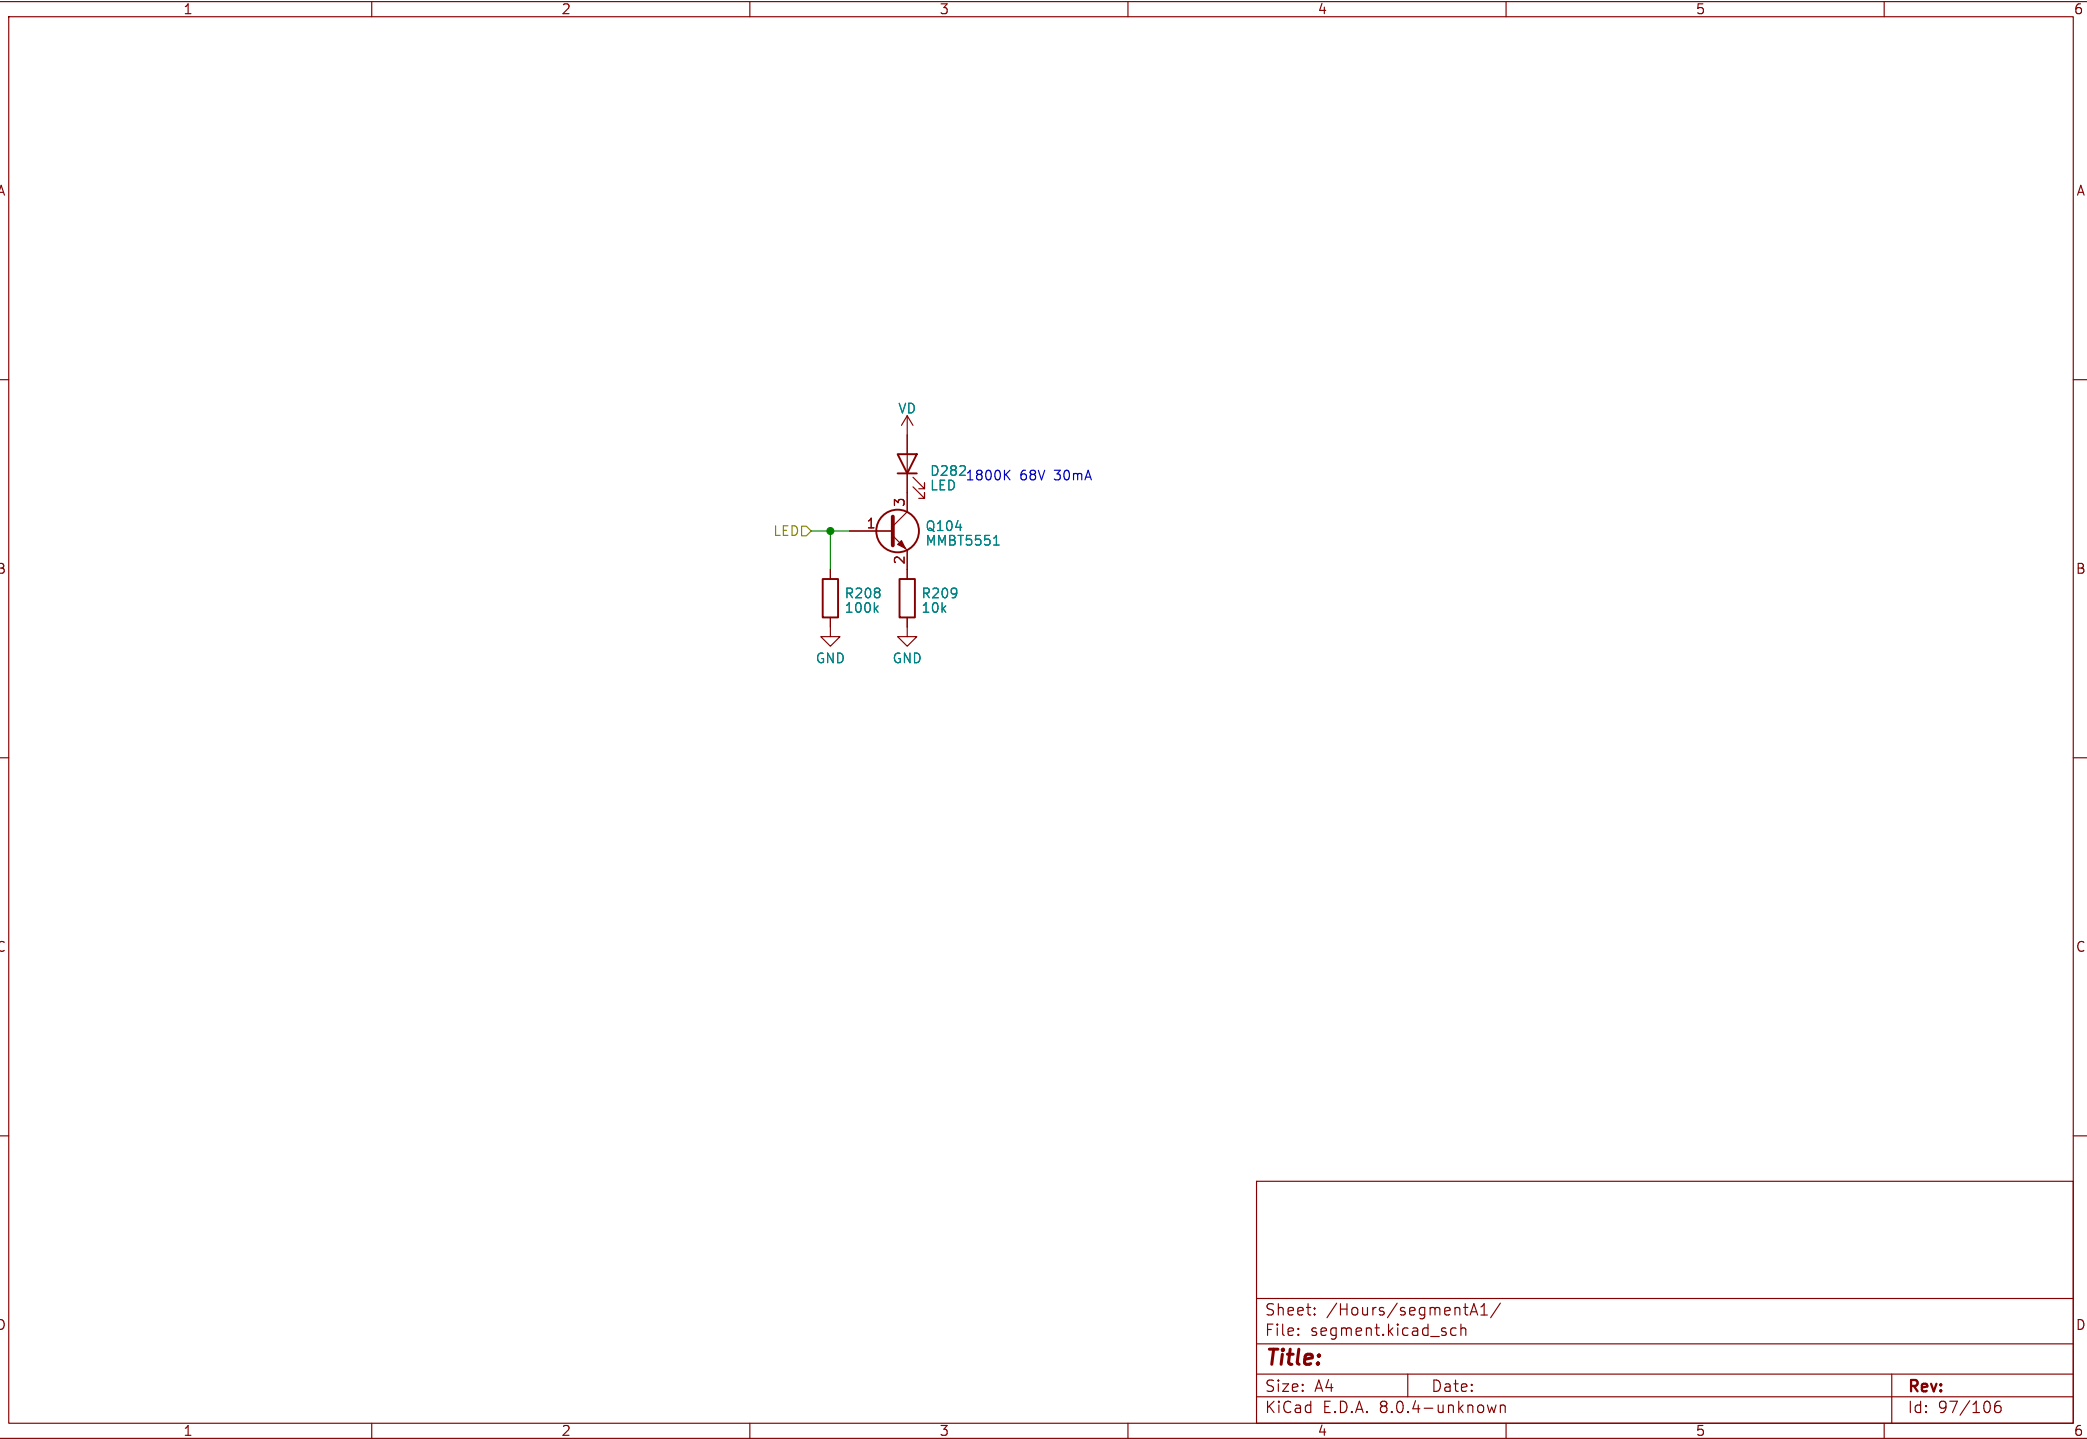 1 2 3 4 5 6
A A
VD
D282
LED
1800K 68V 30mA
3
LED 1
Q104
MMBT5551
2
B B
R208
100k
R209
10k
GND GND
C C
Sheet: /Hours/segmentA1/
File: segment.kicad_sch
D D
Title:
Size: A4 Date: Rev:
KiCad E.D.A. 8.0.4-unknown Id: 97/106
1 2 3 4 5 6